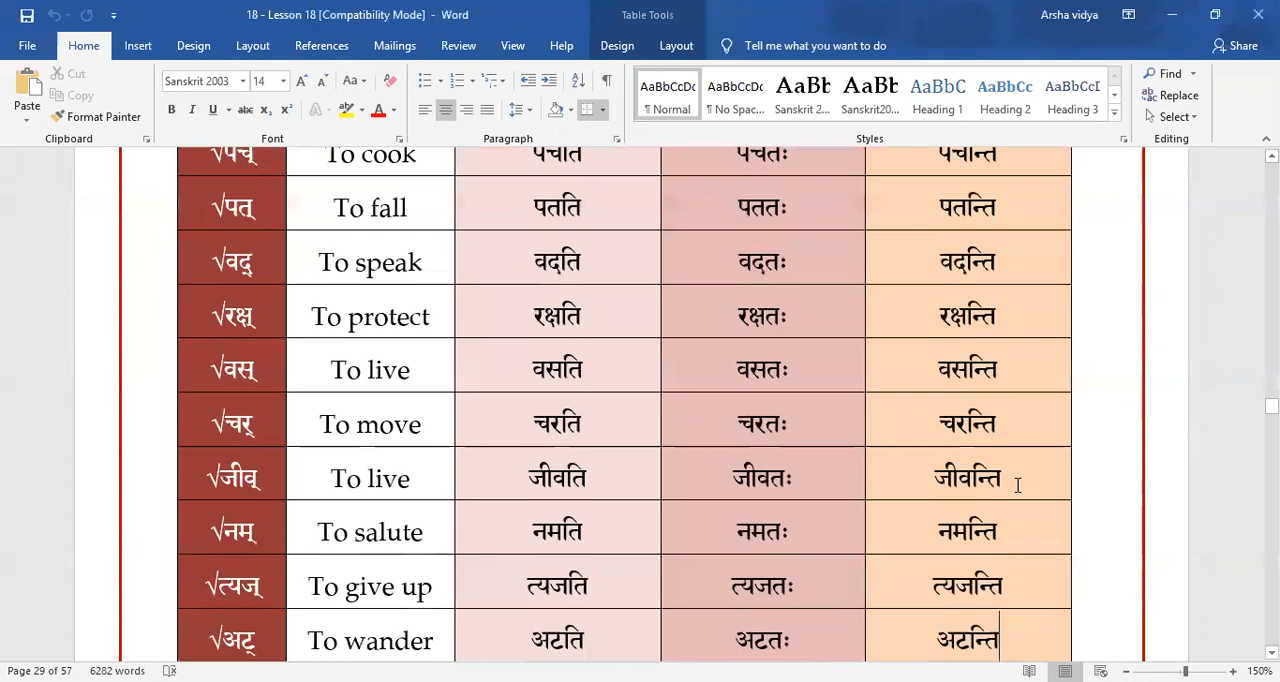 18 - Lesson 18 [Compatibility Mode] - Word
Table Tools
Arsha vidya
File Home Insert Design Layout References Mailings Review View Help Design Layout Tell me what you want to do Share
Paste
Cut
Copy
Format Painter
Clipboard
Sanskrit 2003 14
Font
Paragraph
AaBbCcDc AaBbCcDc AaBb AaBb AaBbC AaBbCc AaBbCcI
¶ Normal ¶ No Spac... Sanskrit 2... Sanskrit20... Heading 1 Heading 2 Heading 3
Styles
Find
Replace
Select
Editing
√पच् To cook पचति पचतः पचन्ति
√पत् To fall पतति पततः पतन्ति
√वद् To speak वदति वदतः वदन्ति
√रक्ष् To protect रक्षति रक्षतः रक्षन्ति
√वस् To live वसति वसतः वसन्ति
√चर् To move चरति चरतः चरन्ति
√जीव् To live जीवति जीवतः जीवन्ति
√नम् To salute नमति नमतः नमन्ति
√त्यज् To give up त्यजति त्यजतः त्यजन्ति
√अट् To wander अटति अटतः अटन्ति
Page 29 of 57 6282 words 150%